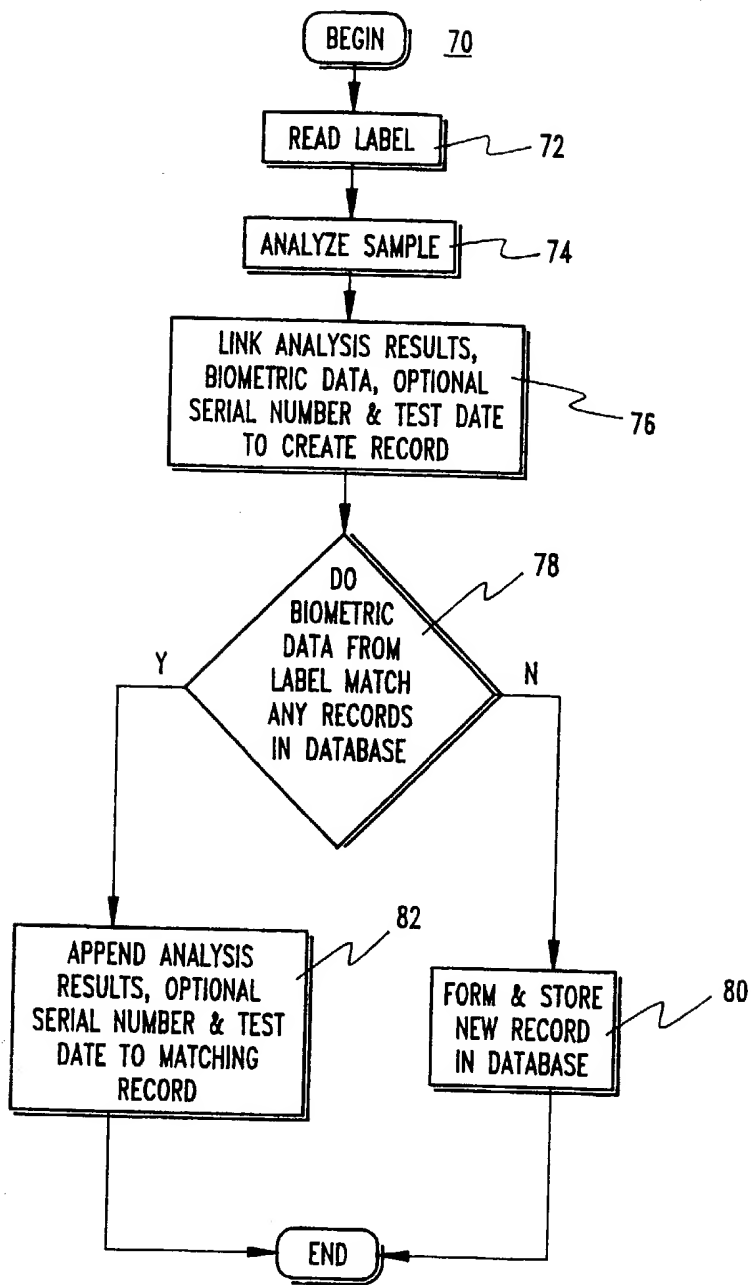 BEGIN
70
READ LABEL
72
ANALYZE SAMPLE
74
LINK ANALYSIS RESULTS,
BIOMETRIC DATA, OPTIONAL
SERIAL NUMBER & TEST DATE
TO CREATE RECORD
76
DO
BIOMETRIC
DATA FROM
LABEL MATCH
ANY RECORDS
IN DATABASE
78
Y
N
APPEND ANALYSIS
RESULTS, OPTIONAL
SERIAL NUMBER & TEST
DATE TO MATCHING
RECORD
82
FORM & STORE
NEW RECORD
IN DATABASE
80
END